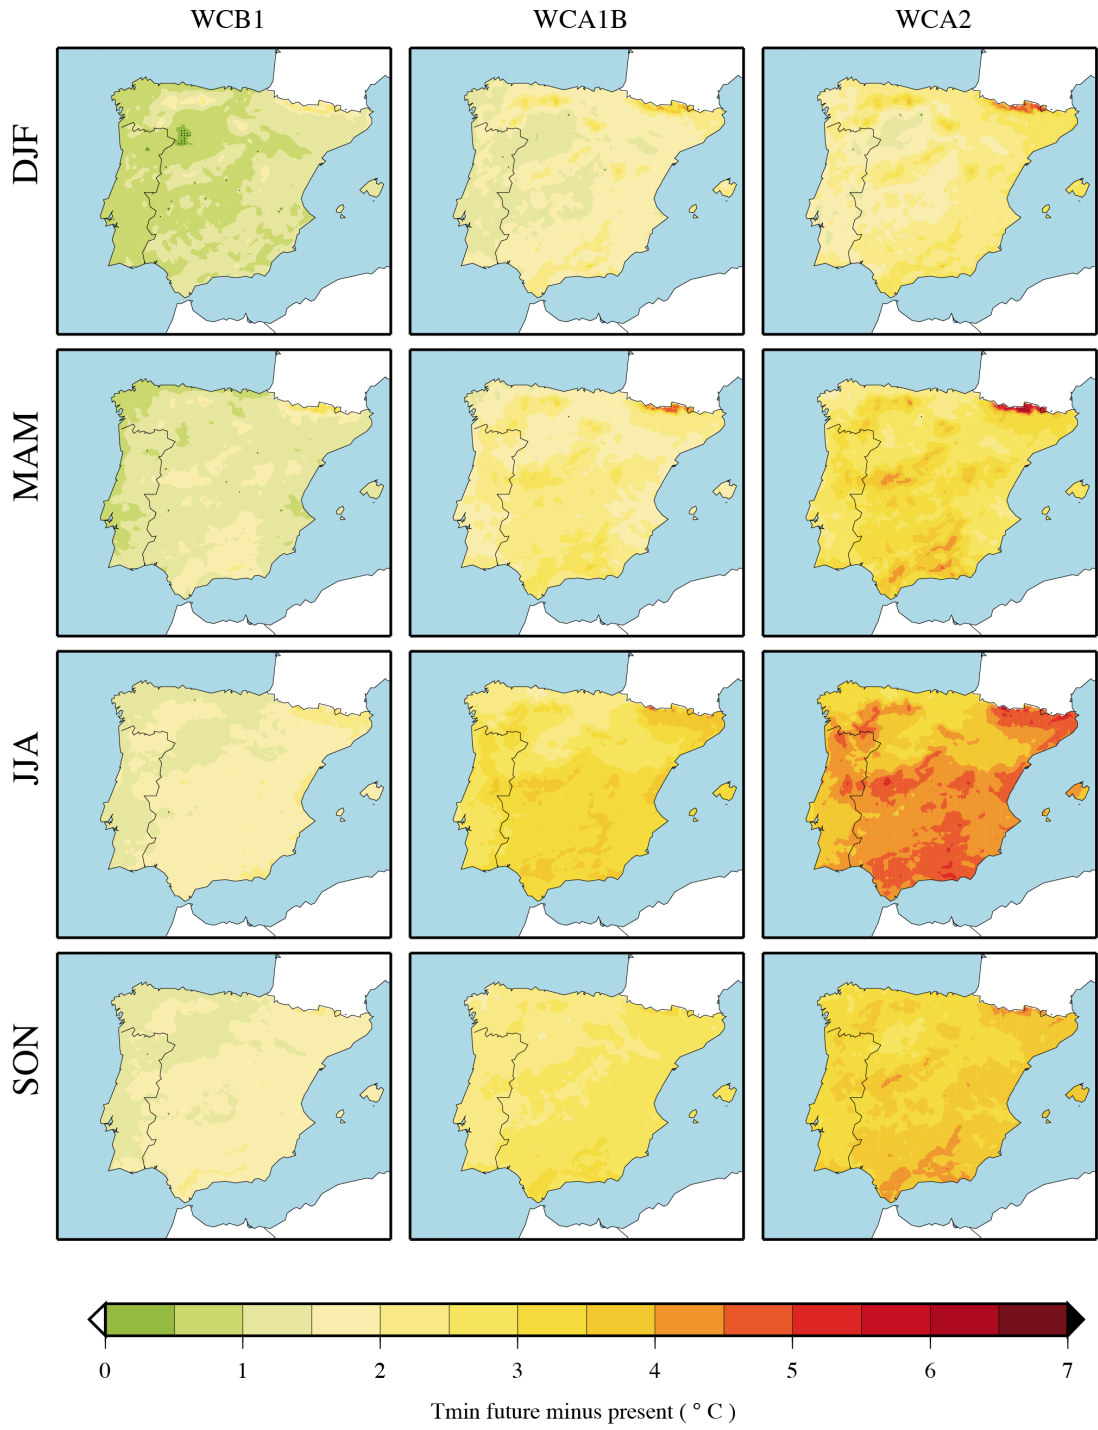 WCB1 WCA1B WCA2
DJF
MAM
JJA
SON
0 1 2 3 4 5 6 7
Tmin future minus present ( ° C )